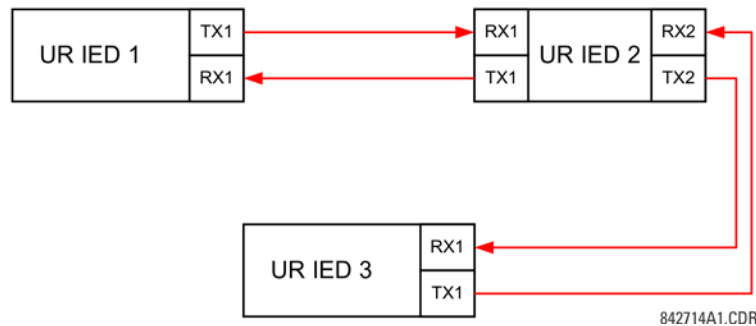 UR IED 1
TX1
RX1
RX1
TX1
UR IED 2
RX2
TX2
UR IED 3
RX1
TX1
842714A1.CDR